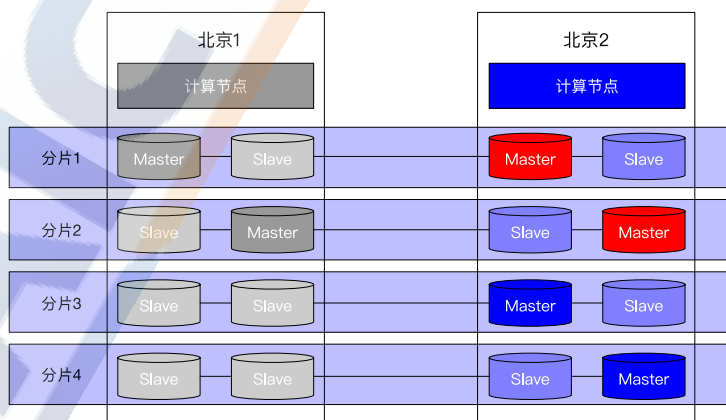 北京1 北京2
计算节点 计算节点
分片1 Master Slave Master Slave
分片2 Slave Master Slave Master
分片3 Slave Slave Master Slave
分片4 Slave Slave Slave Master